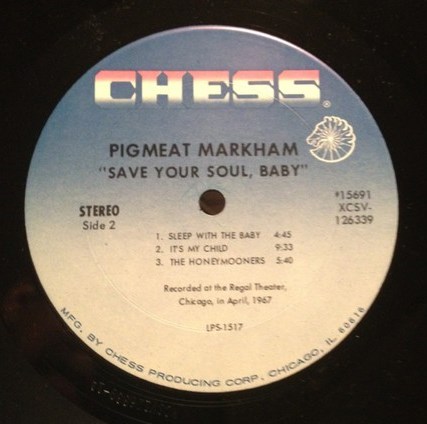 CHESS®
PIGMEAT MARKHAM
"SAVE YOUR SOUL, BABY"
STEREO
Side 2
*15691
XCSV-
126339
1. SLEEP WITH THE BABY 4:45
2. IT'S MY CHILD 9:33
3. THE HONEYMOONERS 5:40
Recorded at the Regal Theater,
Chicago, in April, 1967
LPS-1517
MFG. BY CHESS PRODUCING CORP. CHICAGO, IL 60616